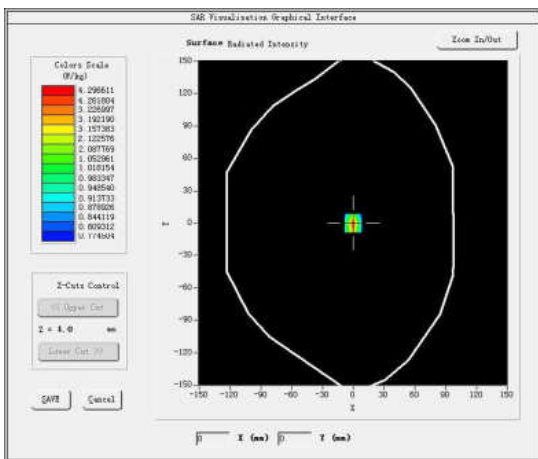 SAR Visualisation Graphical Interface
Surface Radiated Intensity
Zoom In/Out
Colors Scale
(W/kg)
4.296611
4.281804
3.226997
3.192190
3.157383
2.122576
2.087769
1.052961
1.018154
0.983347
0.948540
0.913733
0.878926
0.844119
0.809312
0.774504
150
120
90
60
30
0
-30
-60
-90
-120
-150
Y
-150 -120 -90 -60 -30 0 30 60 90 120 150
X
Z-Cuts Control
Upper Cut
Z = 4.0 mm
SAVE Cancel
0 X (mm) 0 Y (mm)